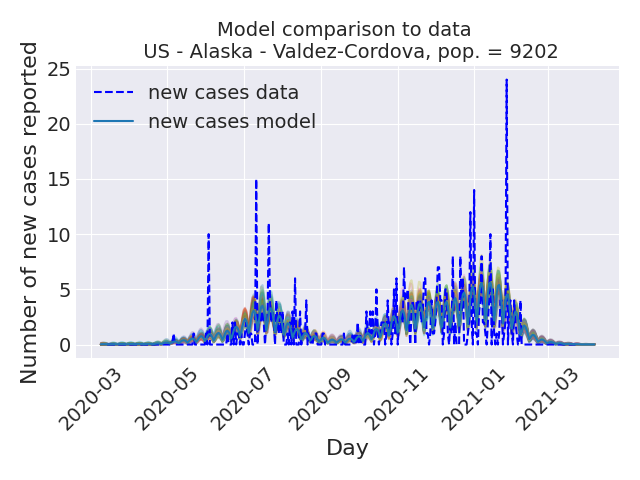 Model comparison to data
US - Alaska - Valdez-Cordova, pop. = 9202
Number of new cases reported
25
20
15
10
5
0
new cases data
new cases model
2020-03
2020-05
2020-07
2020-09
2020-11
2021-01
2021-03
Day